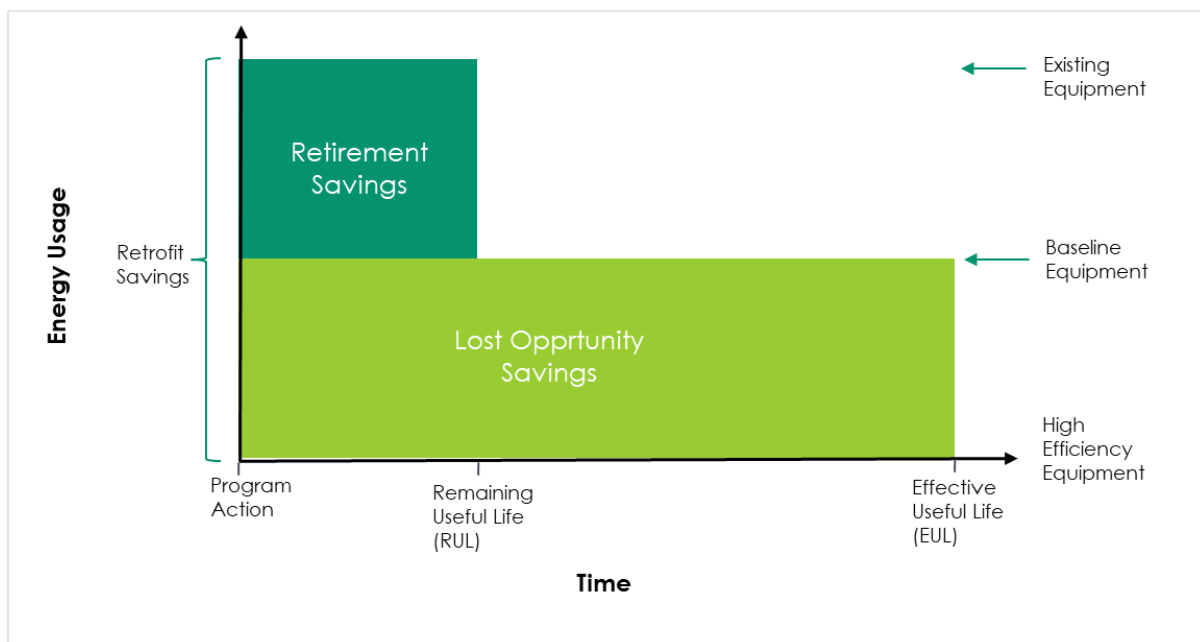 Energy Usage
Retrofit
Savings
Retirement
Savings
Lost Opprtunity
Savings
Existing
Equipment
Baseline
Equipment
High
Efficiency
Equipment
Program
Action
Remaining
Useful Life
(RUL)
Effective
Useful Life
(EUL)
Time